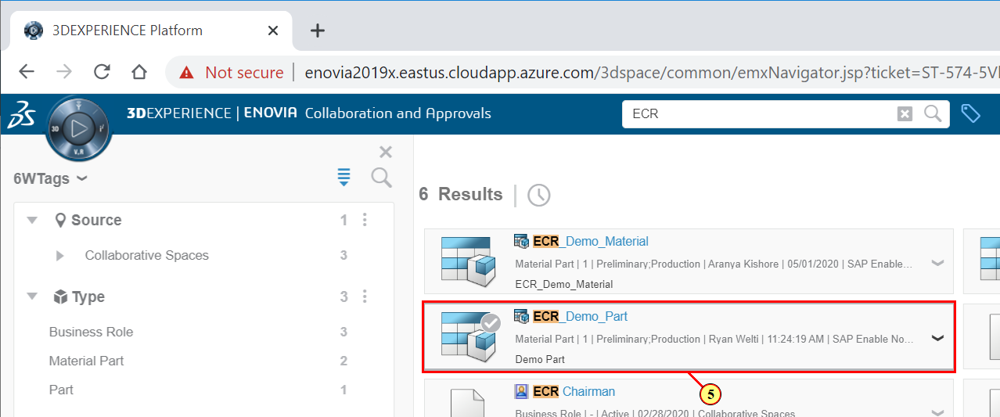 3DEXPERIENCE Platform
Not secure | enovia2019x.eastus.cloudapp.azure.com/3dspace/common/emxNavigator.jsp?ticket=ST-574-5V
3DEXPERIENCE | ENOVIA Collaboration and Approvals
ECR
3D
V.R
6WTags
6 Results
Source 1
Collaborative Spaces 3
Type 3
Business Role 3
Material Part 2
Part 1
ECR_Demo_Material
Material Part | 1 | Preliminary;Production | Aranya Kishore | 05/01/2020 | SAP Enable...
ECR_Demo_Material
ECR_Demo_Part
Material Part | 1 | Preliminary;Production | Ryan Welti | 11:24:19 AM | SAP Enable No...
Demo Part
5
ECR Chairman
Business Role | - | Active | 02/28/2020 | Collaborative Spaces